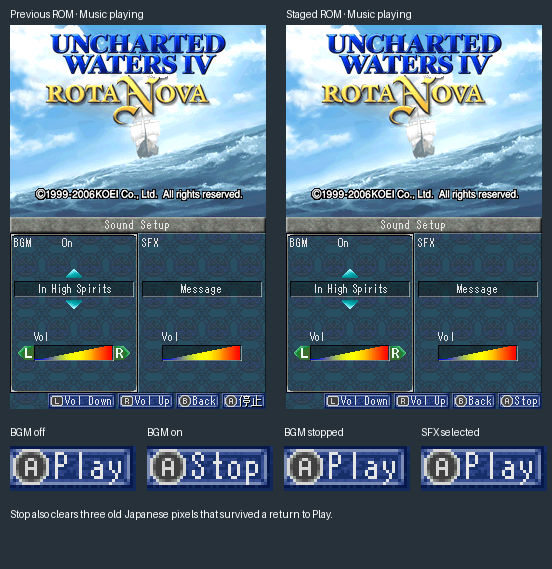 Previous ROM · Music playing
UNCHARTED
WATERS IV
ROTA NOVA
©1999-2006KOEI Co., Ltd. All rights reserved.
Sound Setup
BGM On
SFX
In High Spirits
Message
Vol
Vol
L R
L Vol Down R Vol Up B Back A 停止
Staged ROM · Music playing
UNCHARTED
WATERS IV
ROTA NOVA
©1999-2006KOEI Co., Ltd. All rights reserved.
Sound Setup
BGM On
SFX
In High Spirits
Message
Vol
Vol
L R
L Vol Down R Vol Up B Back A Stop
BGM off
A Play
BGM on
A Stop
BGM stopped
A Play
SFX selected
A Play
Stop also clears three old Japanese pixels that survived a return to Play.